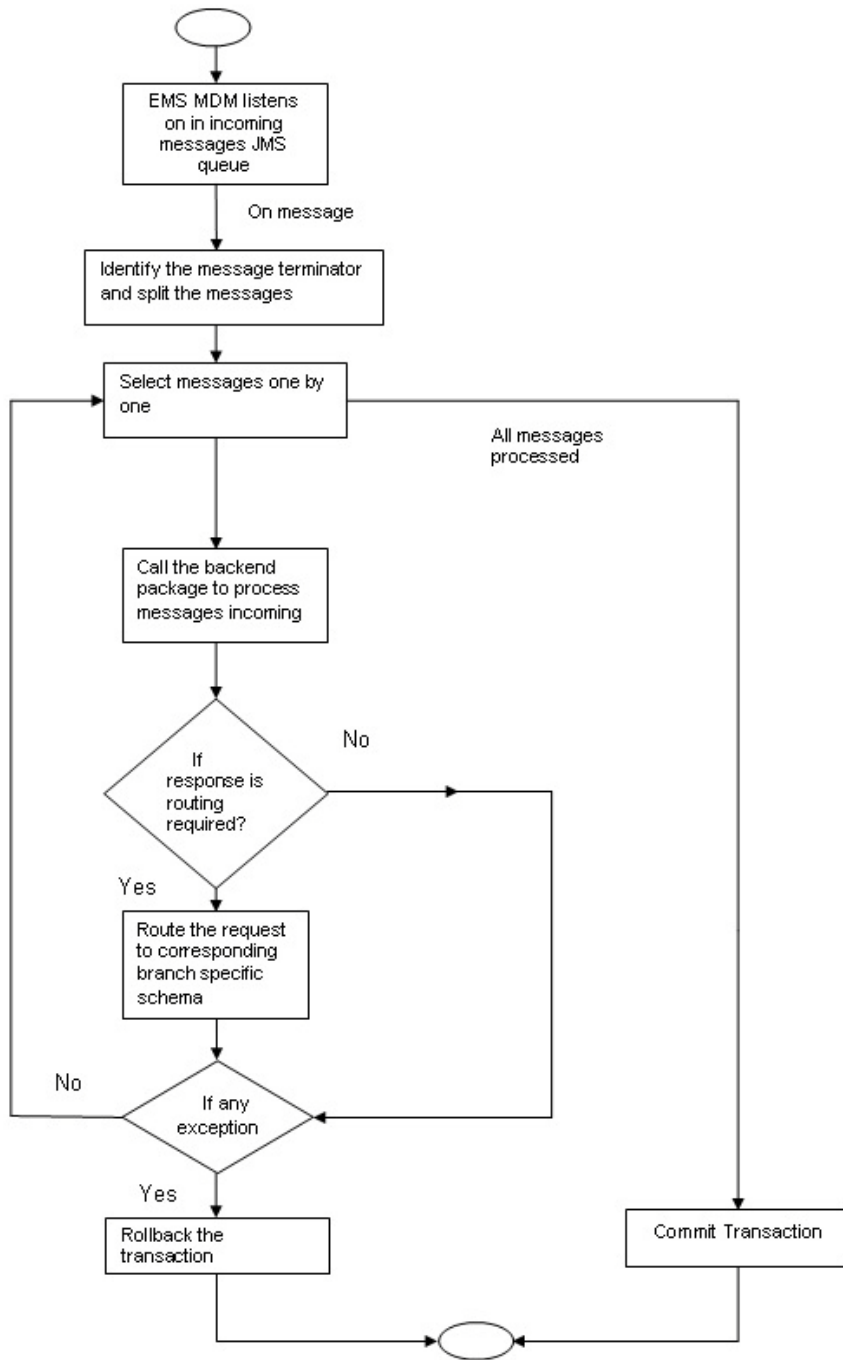 EMS MDM listens
on in incoming
messages JMS
queue
On message
Identify the message terminator
and split the messages
Select messages one by
one
All messages
processed
Call the backend
package to process
messages incoming
If
response is
routing
required?
No
Yes
Route the request
to corresponding
branch specific
schema
No
If any
exception
Yes
Rollback the
transaction
Commit Transaction